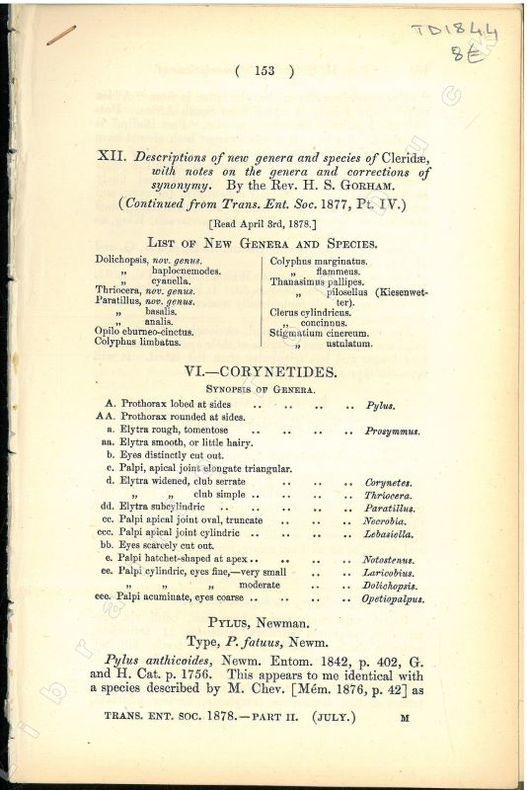 TD1844
8€
( 153 )
XII. Descriptions of new genera and species of Cleridæ,
with notes on the genera and corrections of
synonymy. By the Rev. H. S. GORHAM.
(Continued from Trans. Ent. Soc. 1877, Pt. IV.)
[Read April 3rd, 1878.]
LIST OF NEW GENERA AND SPECIES.
Dolichopsis, nov. genus.
„ haplocnemodes.
„ cyanella.
Thriocera, nov. genus.
Paratillus, nov. genus.
„ basalis.
„ analis.
Opilo eburneo-cinctus.
Colyphus limbatus.
Colyphus marginatus.
„ flammeus.
Thanasimus pallipes.
„ pilosellus (Kiesenwet-
ter).
Clerus cylindricus.
„ concinnus.
Stigmatium cinereum.
„ ustulatum.
VI.—CORYNETIDES.
SYNOPSIS OF GENERA.
A. Prothorax lobed at sides .. .. .. .. Pylus.
AA. Prothorax rounded at sides.
a. Elytra rough, tomentose .. .. .. .. Prosymmus.
aa. Elytra smooth, or little hairy.
b. Eyes distinctly cut out.
c. Palpi, apical joint elongate triangular.
d. Elytra widened, club serrate .. .. .. Corynetes.
„ „ club simple .. .. .. .. Thriocera.
dd. Elytra subcylindric .. .. .. .. .. Paratillus.
cc. Palpi apical joint oval, truncate .. .. .. Necrobia.
ccc. Palpi apical joint cylindric .. .. .. .. Lebasiella.
bb. Eyes scarcely cut out.
e. Palpi hatchet-shaped at apex .. .. .. .. Notostenus.
ee. Palpi cylindric, eyes fine,—very small .. .. Laricobius.
„ „ „ moderate .. .. Dolichopsis.
eee. Palpi acuminate, eyes coarse .. .. .. .. Opetiopalpus.
PYLUS, Newman.
Type, P. fatuus, Newm.
Pylus anthicoides, Newm. Entom. 1842, p. 402, G.
and H. Cat. p. 1756. This appears to me identical with
a species described by M. Chev. [Mém. 1876, p. 42] as
TRANS. ENT. SOC. 1878.—PART II. (JULY.) M